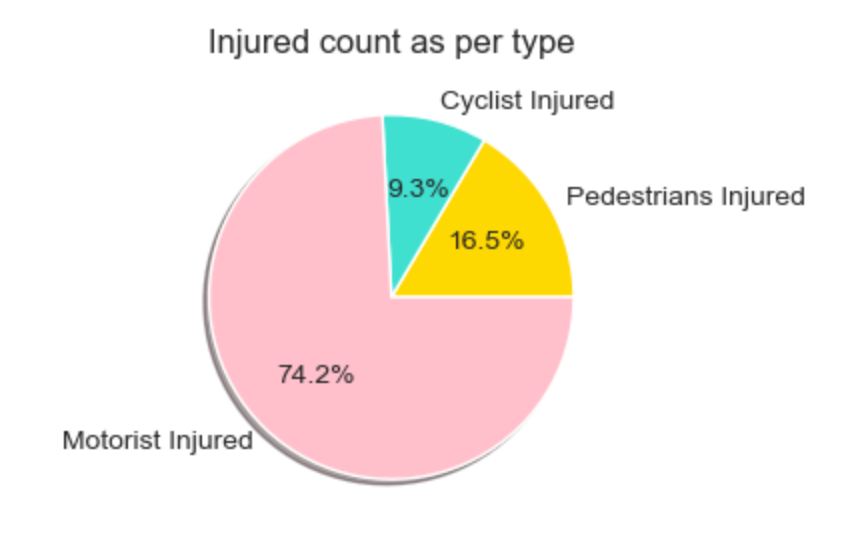 Injured count as per type
Cyclist Injured
9.3%
Pedestrians Injured
16.5%
74.2%
Motorist Injured